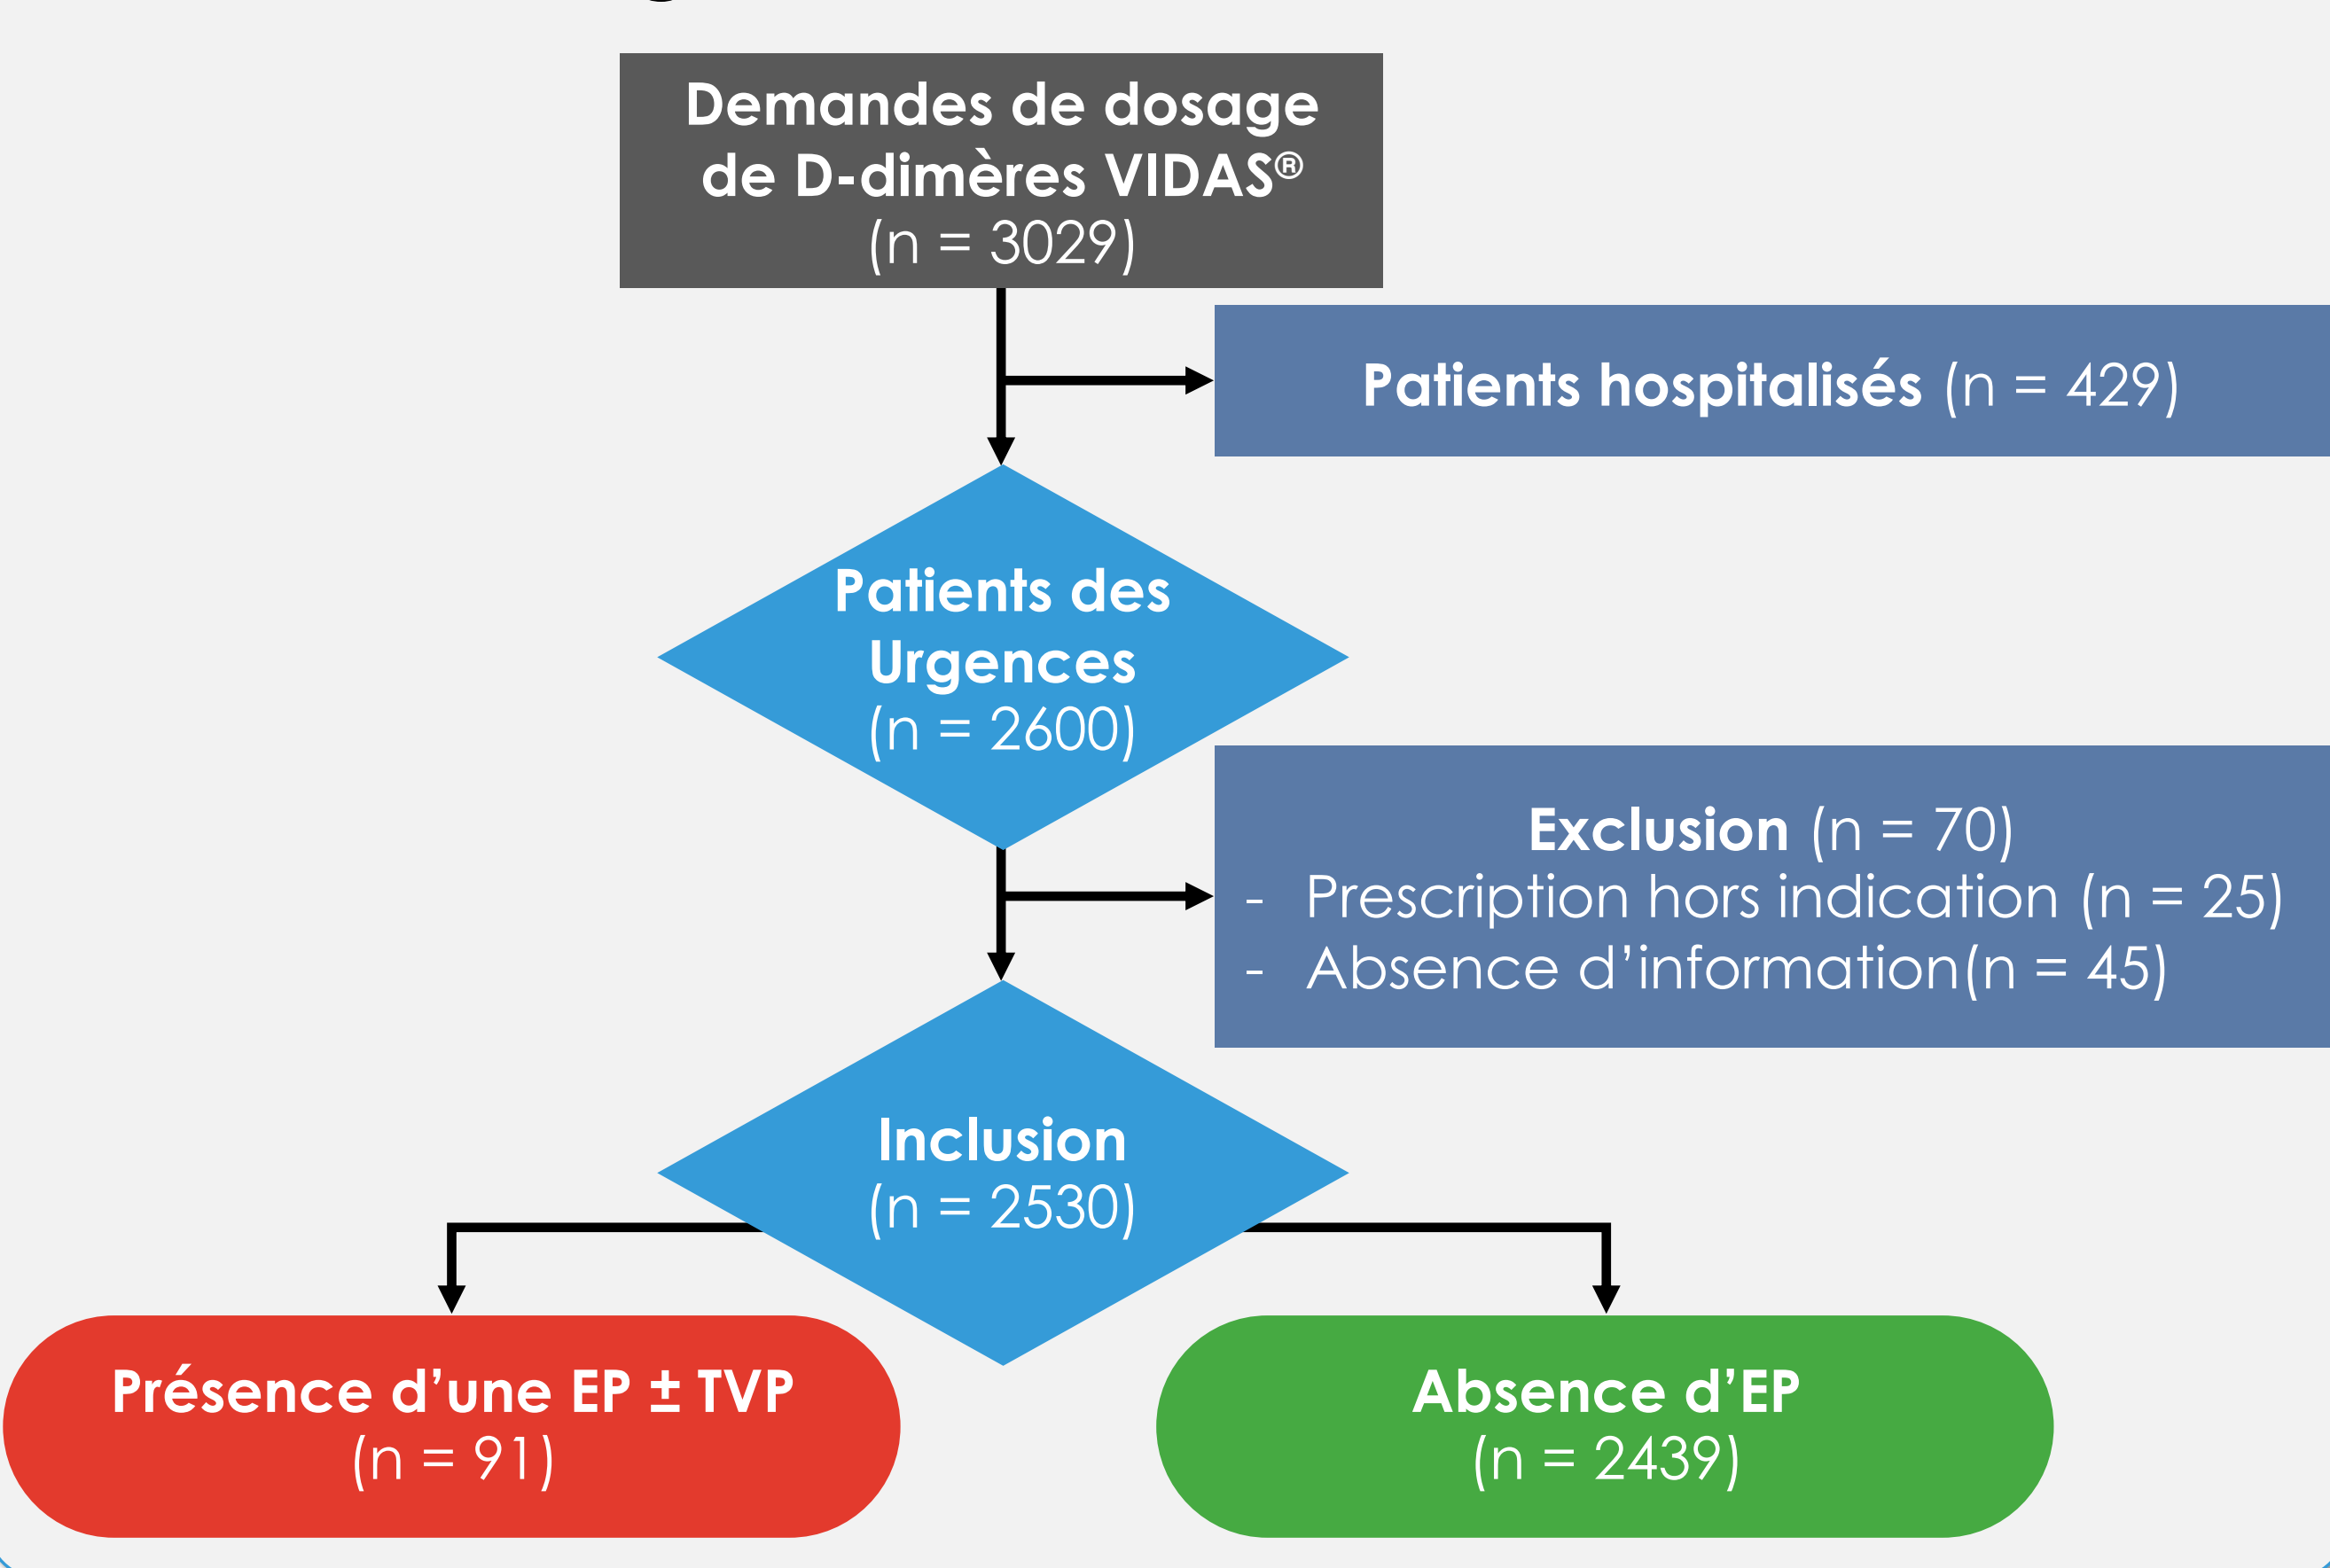 Demandes de dosage
de D-dimères VIDAS®
(n = 3029)
Patients hospitalisés (n = 429)
Patients des
Urgences
(n = 2600)
Exclusion (n = 70)
- Prescription hors indication (n = 25)
- Absence d'information(n = 45)
Inclusion
(n = 2530)
Présence d'une EP ± TVP
(n = 91)
Absence d'EP
(n = 2439)